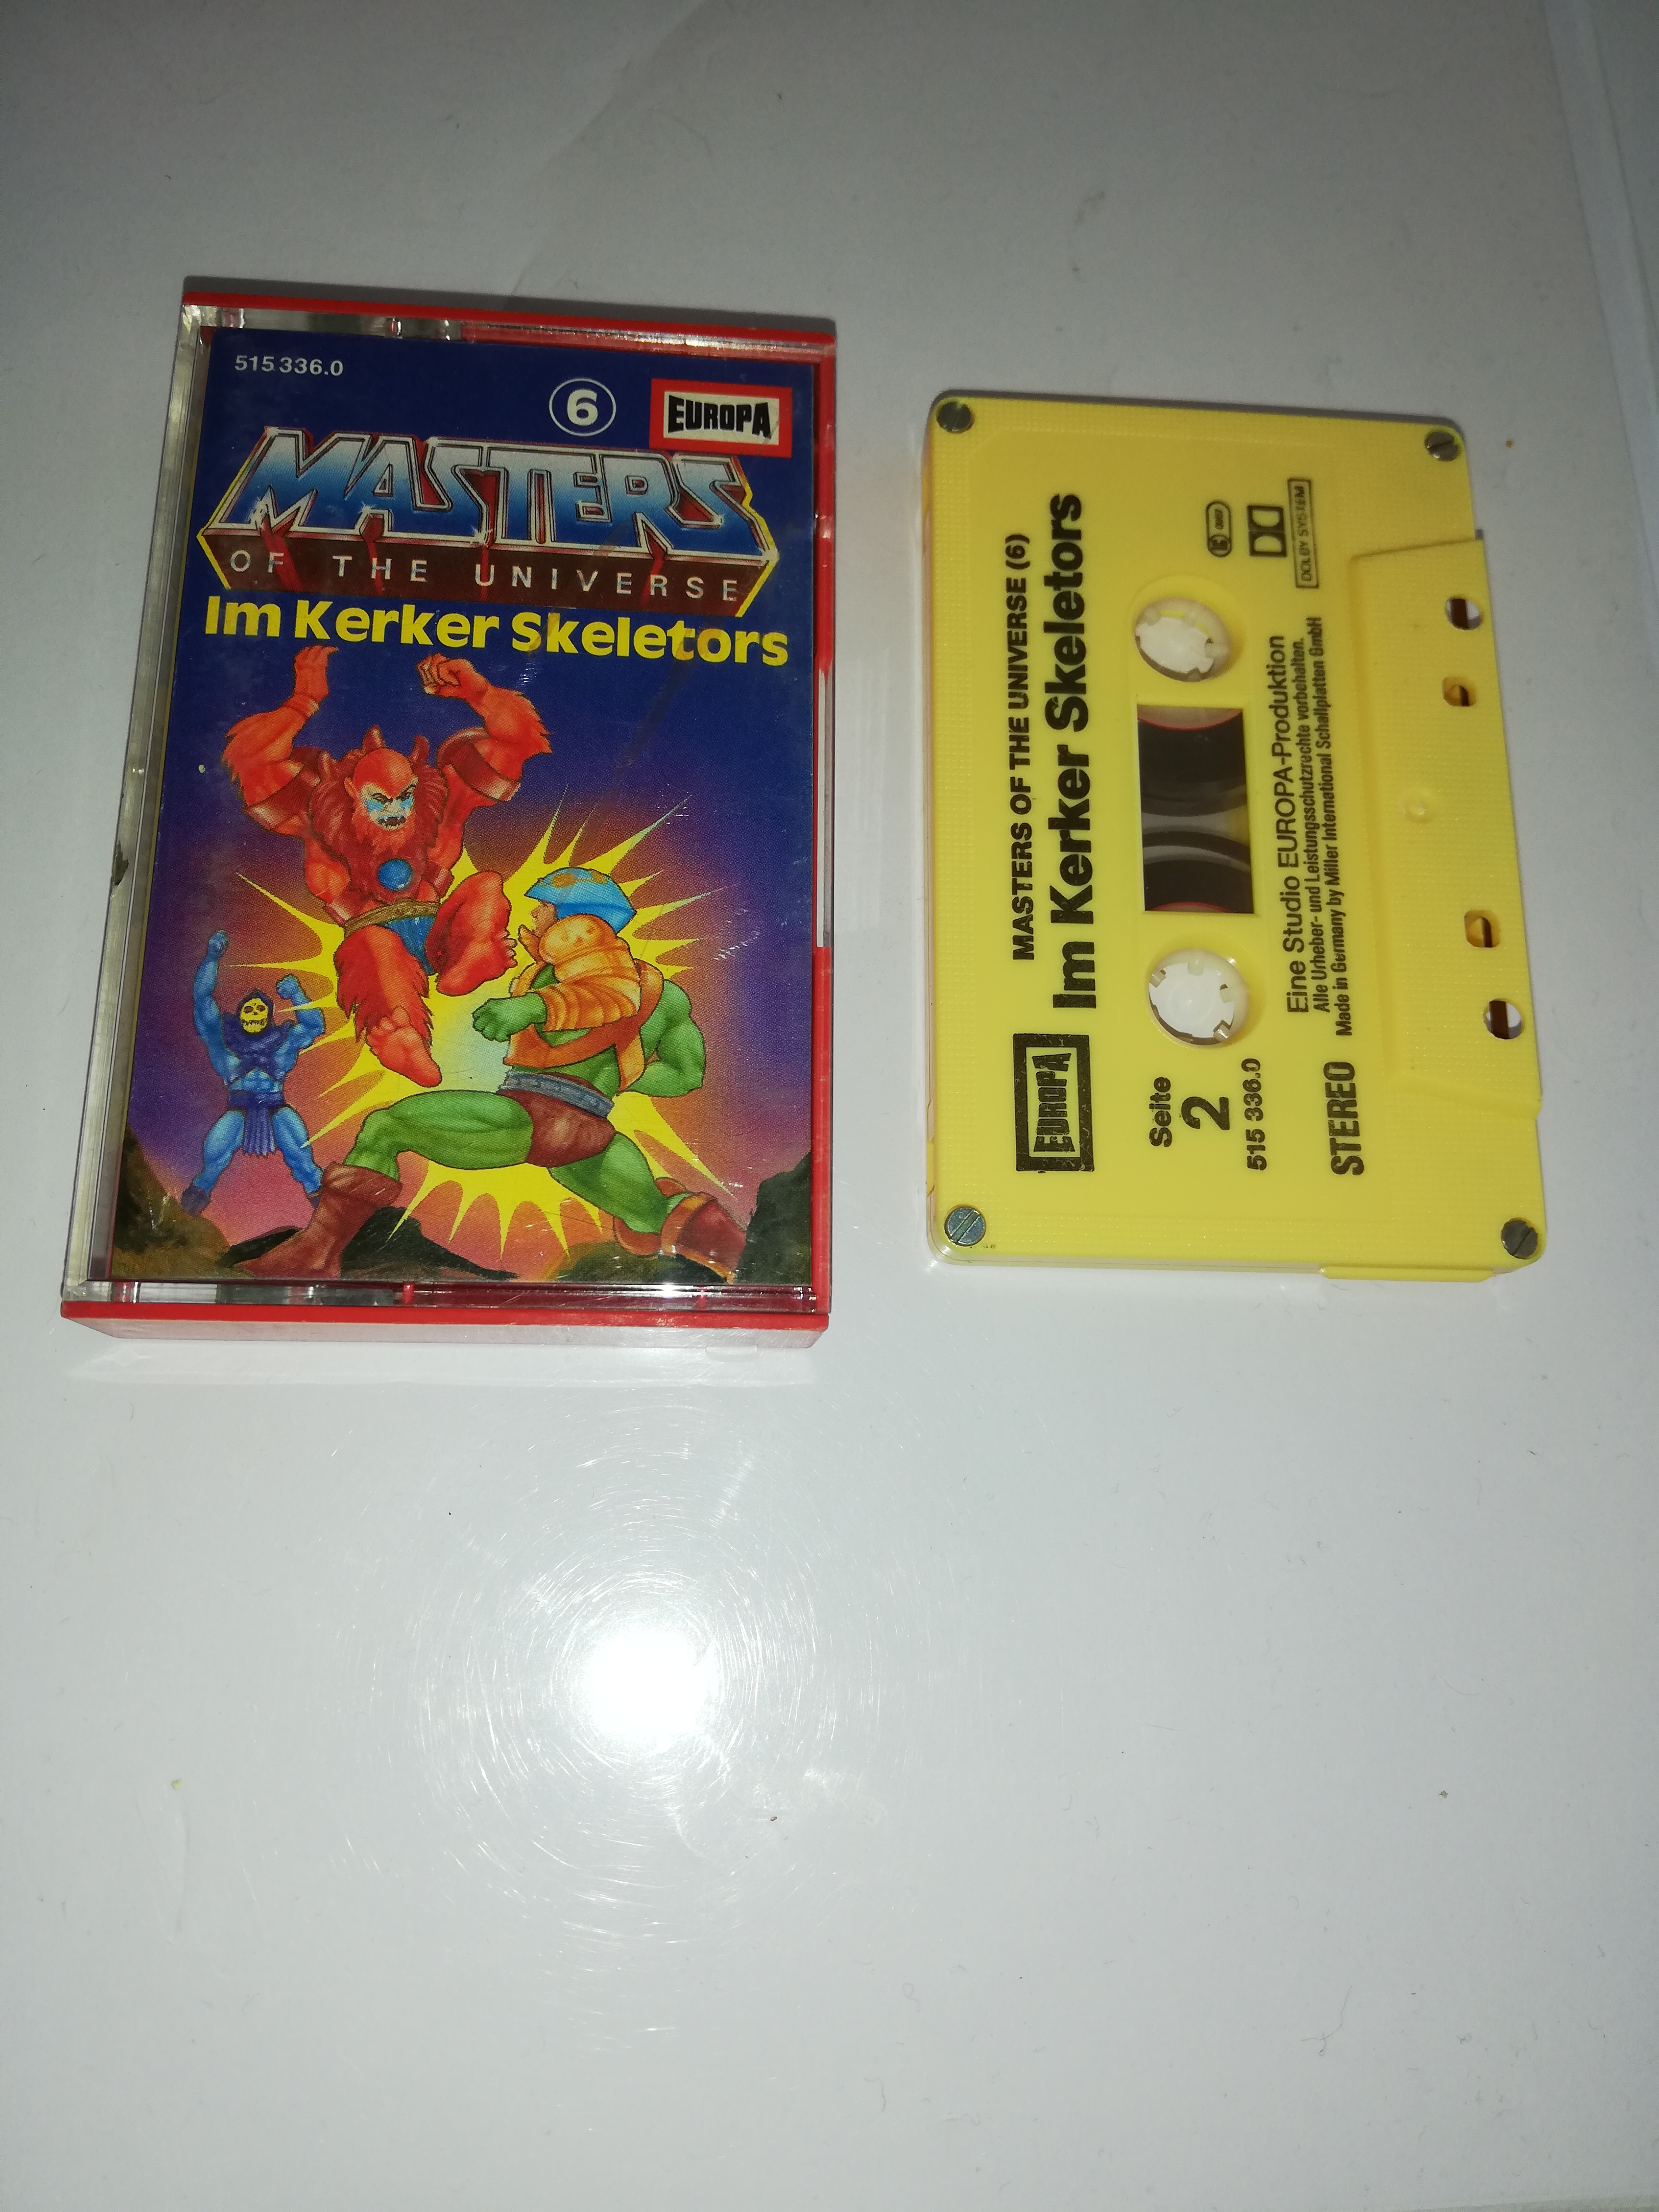 515 336.0
6
EUROPA
MASTERS
OF THE UNIVERSE
Im Kerker Skeletors
EUROPA
MASTERS OF THE UNIVERSE (6)
Im Kerker Skeletors
Seite
2
515 336.0
DOLBY SYSTEM
Eine Studio EUROPA-Produktion
Alle Urheber- und Leistungsschutzrechte vorbehalten.
Made in Germany by Miller International Schallplatten GmbH
STEREO